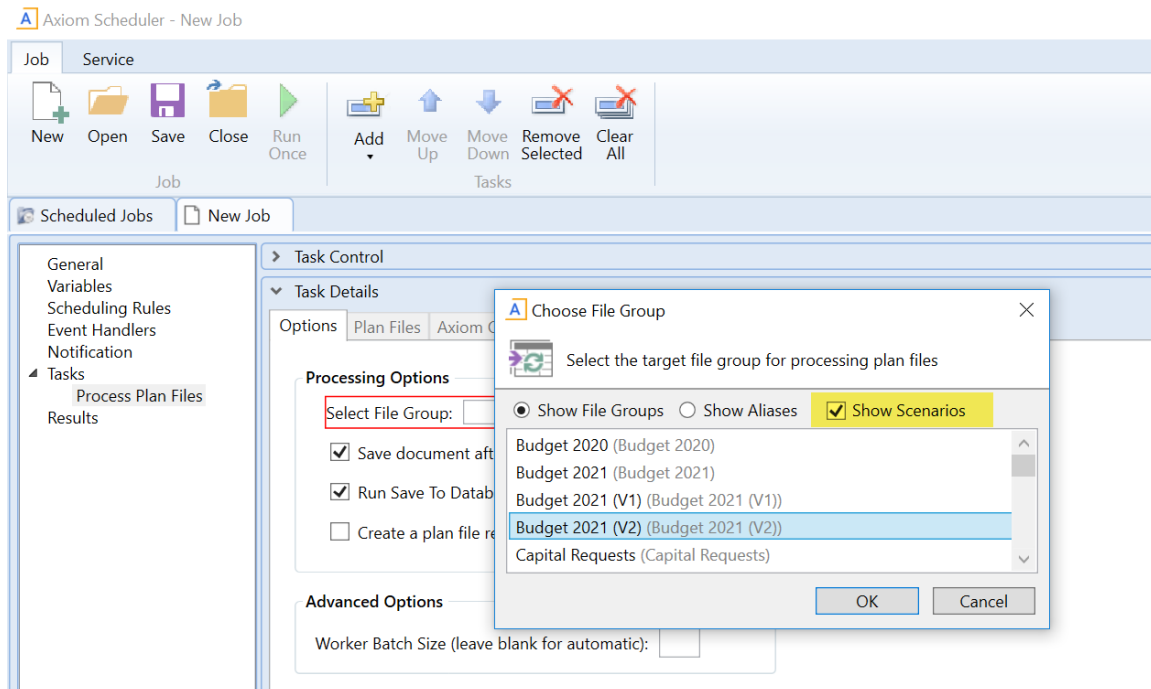 A Axiom Scheduler - New Job
Job Service
New Open Save Close Run Once Add Move Up Move Down Remove Selected Clear All
Job Tasks
Scheduled Jobs New Job
General
Variables
Scheduling Rules
Event Handlers
Notification
Tasks
Process Plan Files
Results
Task Control
Task Details
Options Plan Files Axiom
Processing Options
Select File Group:
Save document aft
Run Save To Datab
Create a plan file re
Advanced Options
Worker Batch Size (leave blank for automatic):
A Choose File Group
Select the target file group for processing plan files
Show File Groups Show Aliases Show Scenarios
Budget 2020 (Budget 2020)
Budget 2021 (Budget 2021)
Budget 2021 (V1) (Budget 2021 (V1))
Budget 2021 (V2) (Budget 2021 (V2))
Capital Requests (Capital Requests)
OK Cancel